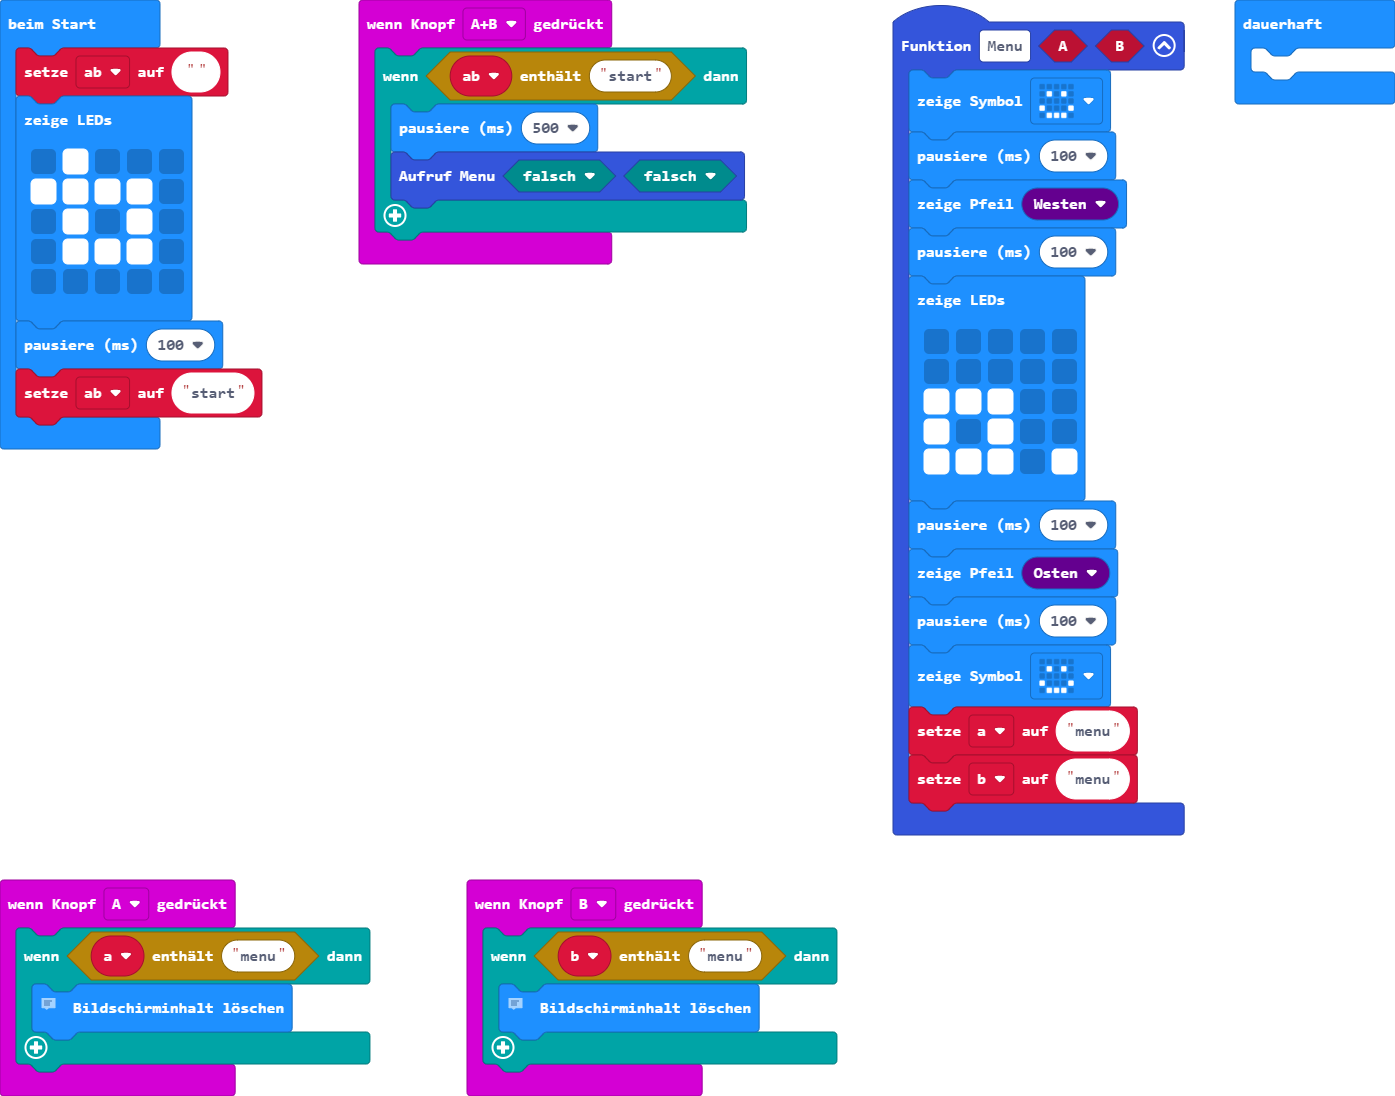 beim Start
setze ab auf " "
zeige LEDs
pausiere (ms) 100
setze ab auf "start"
wenn Knopf A+B gedrückt
wenn ab enthält "start" dann
pausiere (ms) 500
Aufruf Menu falsch falsch
Funktion Menu A B
zeige Symbol
pausiere (ms) 100
zeige Pfeil Westen
pausiere (ms) 100
zeige LEDs
pausiere (ms) 100
zeige Pfeil Osten
pausiere (ms) 100
zeige Symbol
setze a auf "menu"
setze b auf "menu"
dauerhaft
wenn Knopf A gedrückt
wenn a enthält "menu" dann
Bildschirminhalt löschen
wenn Knopf B gedrückt
wenn b enthält "menu" dann
Bildschirminhalt löschen